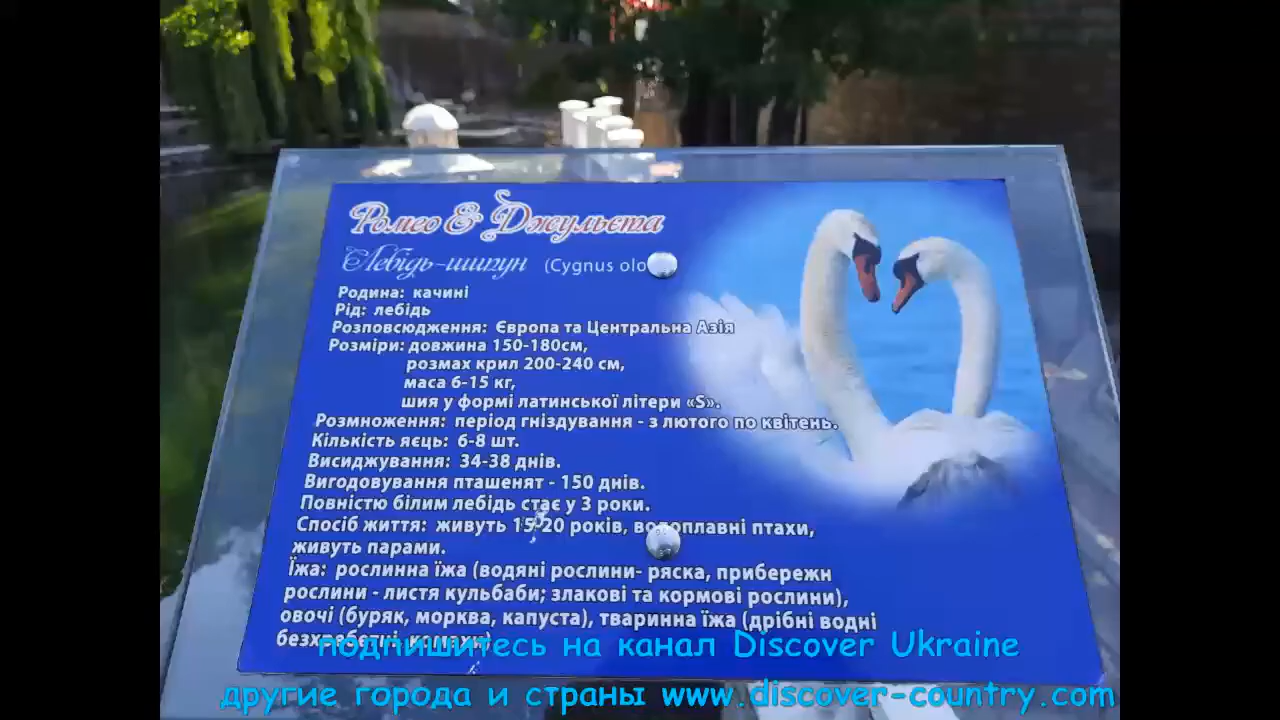 Ромео & Джульєта
Лебідь-шипун (Cygnus olo
Родина: качині
Рід: лебідь
Розповсюдження: Європа та Центральна Азія
Розміри: довжина 150-180см,
розмах крил 200-240 см,
маса 6-15 кг,
шия у формі латинської літери «S».
Розмноження: період гніздування - з лютого по квітень.
Кількість яєць: 6-8 шт.
Висиджування: 34-38 днів.
Вигодовування пташенят - 150 днів.
Повністю білим лебідь стає у 3 роки.
Спосіб життя: живуть 15-20 років, водоплавні птахи,
живуть парами.
Їжа: рослинна їжа (водяні рослини- ряска, прибережн
рослини - листя кульбаби; злакові та кормові рослини),
овочі (буряк, морква, капуста), тваринна їжа (дрібні водні
безхребетні, комахи)
подпишитесь на канал Discover Ukraine
другие города и страны www.discover-country.com